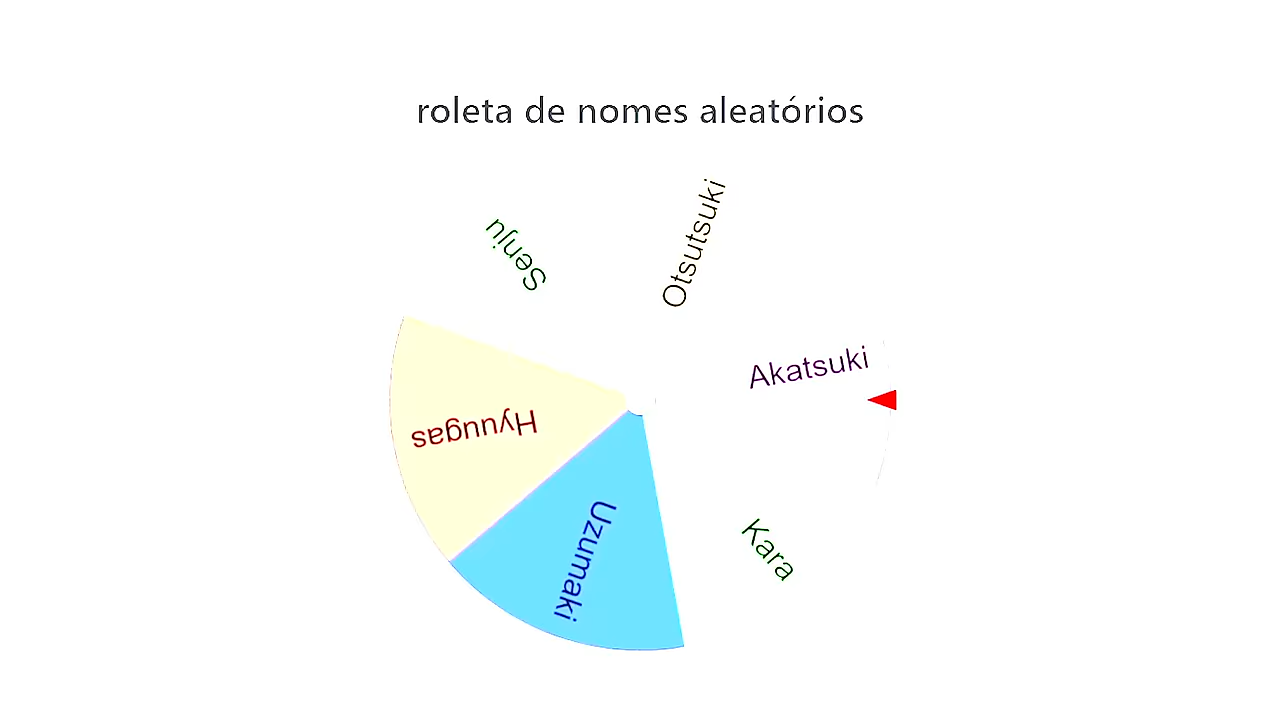 roleta de nomes aleatórios
Otsutsuki
Senju
Akatsuki
Hyuugas
Uzumaki
Kara